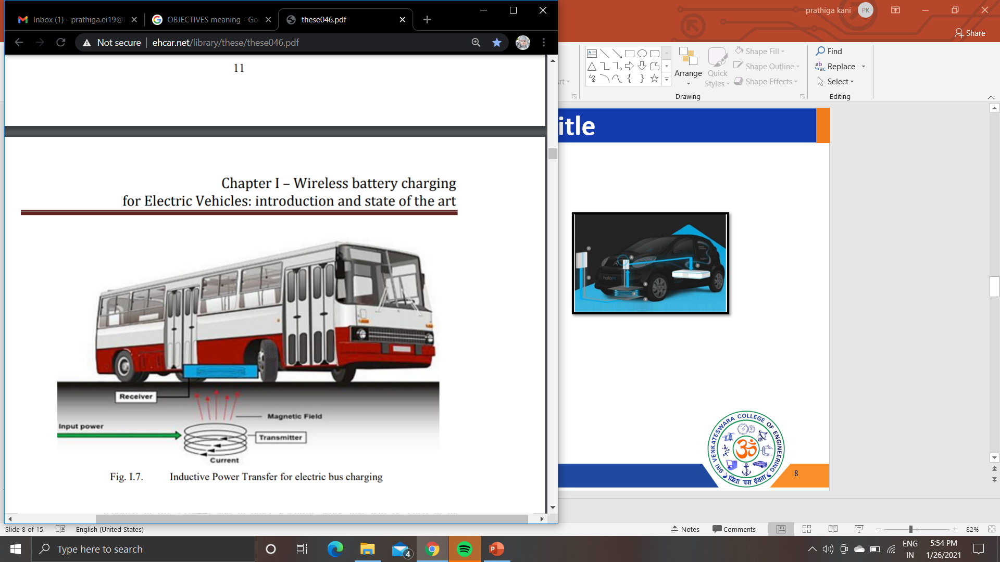 Inbox (1) - prathiga.ei19@
OBJECTIVES meaning - Go
these046.pdf
Not secure
ehcar.net/library/these/these046.pdf
11
Chapter I – Wireless battery charging
for Electric Vehicles: introduction and state of the art
Receiver
Magnetic Field
Input power
Transmitter
Current
Fig. I.7. Inductive Power Transfer for electric bus charging
prathiga kani
PK
Share
Arrange
Quick
Styles
Shape Fill
Shape Outline
Shape Effects
Drawing
Find
Replace
Select
Editing
itle
halo
SRI VENKATESWARA COLLEGE OF ENGINEERING
विद्या परा देवता
8
Slide 8 of 15
English (United States)
Notes
Comments
82%
Type here to search
4
ENG
IN
5:54 PM
1/26/2021